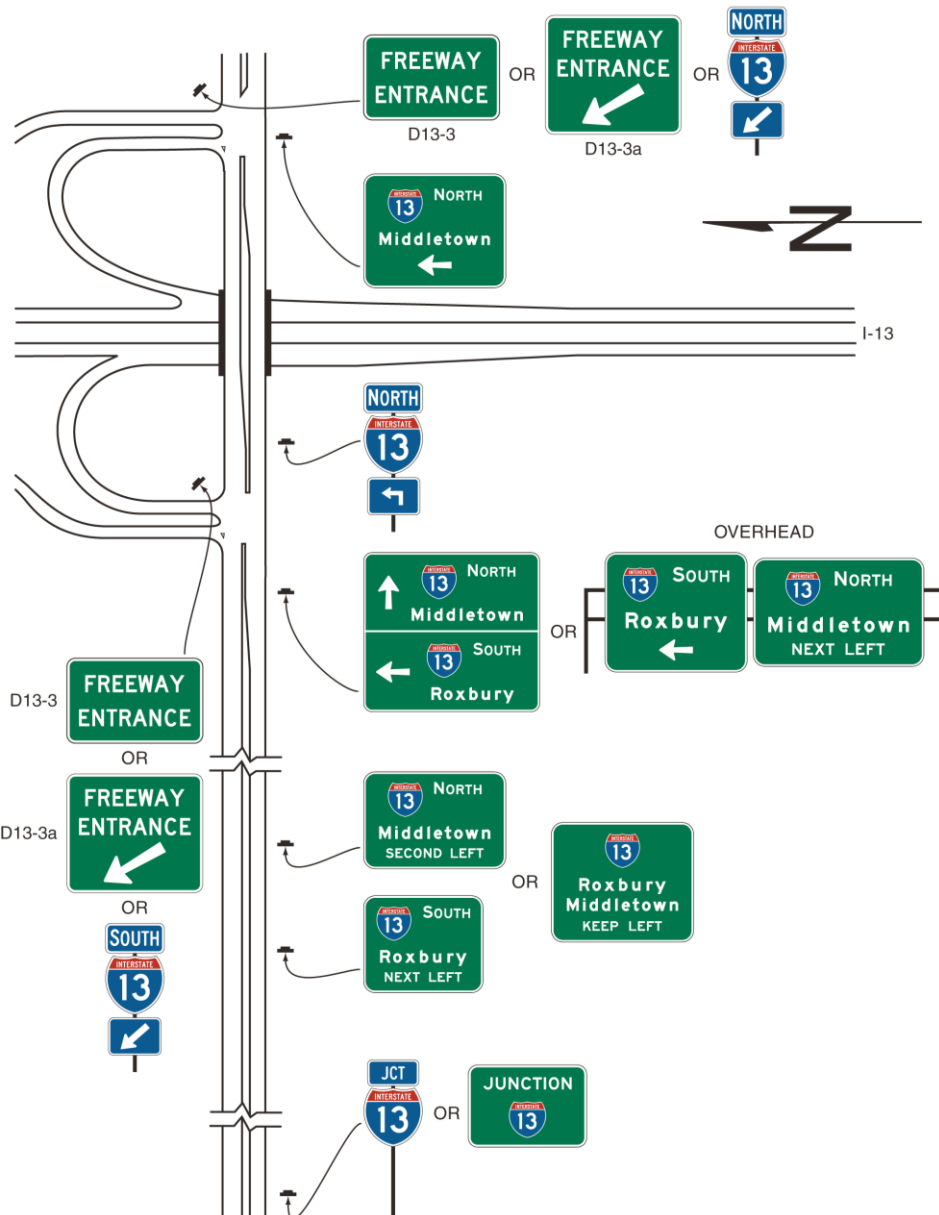 FREEWAY
ENTRANCE
D13-3
OR
FREEWAY
ENTRANCE
D13-3a
OR
NORTH
INTERSTATE
13
INTERSTATE
13 NORTH
Middletown
N
I-13
NORTH
INTERSTATE
13
INTERSTATE
13 NORTH
Middletown
INTERSTATE
13 SOUTH
Roxbury
OR
OVERHEAD
INTERSTATE
13 SOUTH
Roxbury
INTERSTATE
13 NORTH
Middletown
NEXT LEFT
D13-3
FREEWAY
ENTRANCE
OR
D13-3a
FREEWAY
ENTRANCE
OR
SOUTH
INTERSTATE
13
INTERSTATE
13 NORTH
Middletown
SECOND LEFT
INTERSTATE
13 SOUTH
Roxbury
NEXT LEFT
OR
INTERSTATE
13
Roxbury
Middletown
KEEP LEFT
JCT
INTERSTATE
13
OR
JUNCTION
INTERSTATE
13